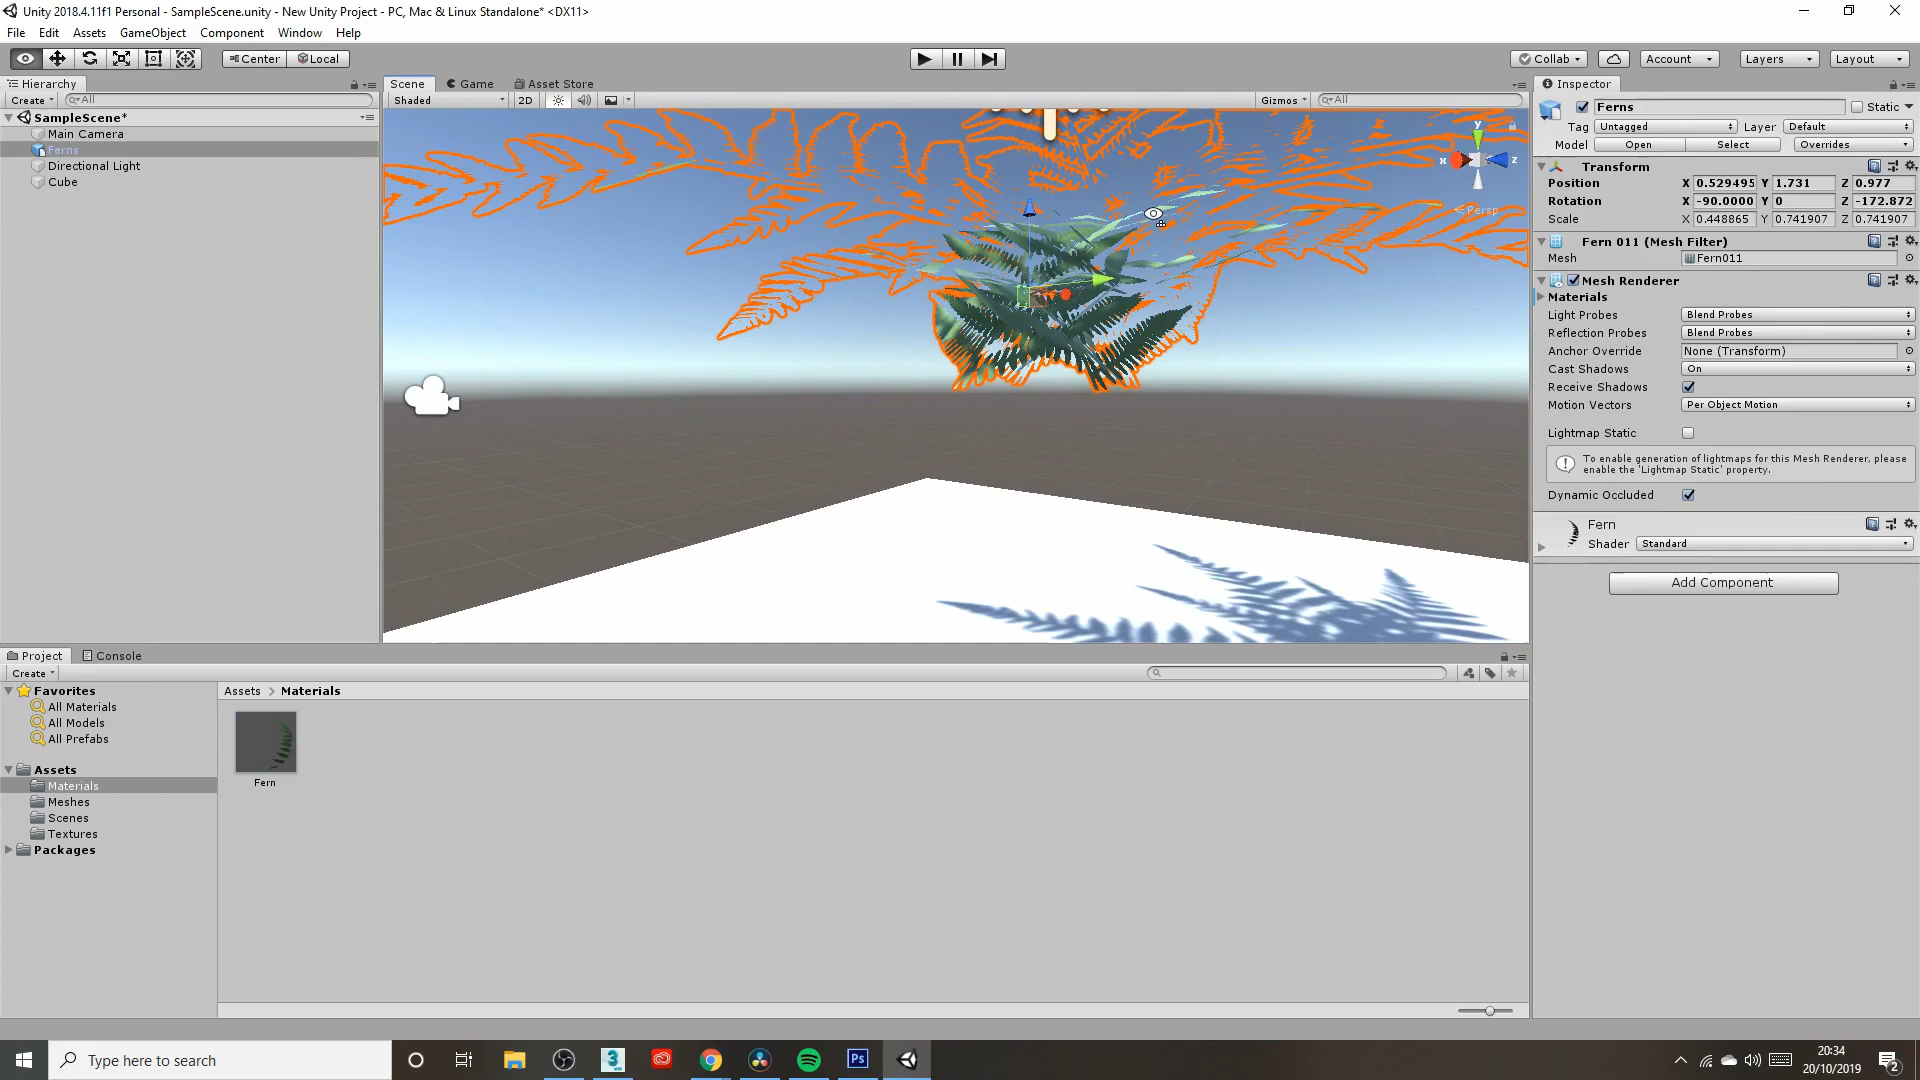 Unity 2018.4.11f1 Personal - SampleScene.unity - New Unity Project - PC, Mac & Linux Standalone* <DX11>
File Edit Assets GameObject Component Window Help
Center Local
Collab Account Layers Layout
Hierarchy
Create All
SampleScene*
Main Camera
Ferns
Directional Light
Cube
Scene Game Asset Store
Shaded 2D Gizmos All
y
x z
Persp
Inspector
Ferns Static
Tag Untagged Layer Default
Model Open Select Overrides
Transform
Position X 0.529495 Y 1.731 Z 0.977
Rotation X -90.0000 Y 0 Z -172.872
Scale X 0.448865 Y 0.741907 Z 0.741907
Fern 011 (Mesh Filter)
Mesh Fern011
Mesh Renderer
Materials
Light Probes Blend Probes
Reflection Probes Blend Probes
Anchor Override None (Transform)
Cast Shadows On
Receive Shadows
Motion Vectors Per Object Motion
Lightmap Static
To enable generation of lightmaps for this Mesh Renderer, please
enable the 'Lightmap Static' property.
Dynamic Occluded
Fern
Shader Standard
Add Component
Project Console
Create
Favorites
All Materials
All Models
All Prefabs
Assets
Materials
Meshes
Scenes
Textures
Packages
Assets > Materials
Fern
Type here to search
3
Ps
20:34
20/10/2019
2